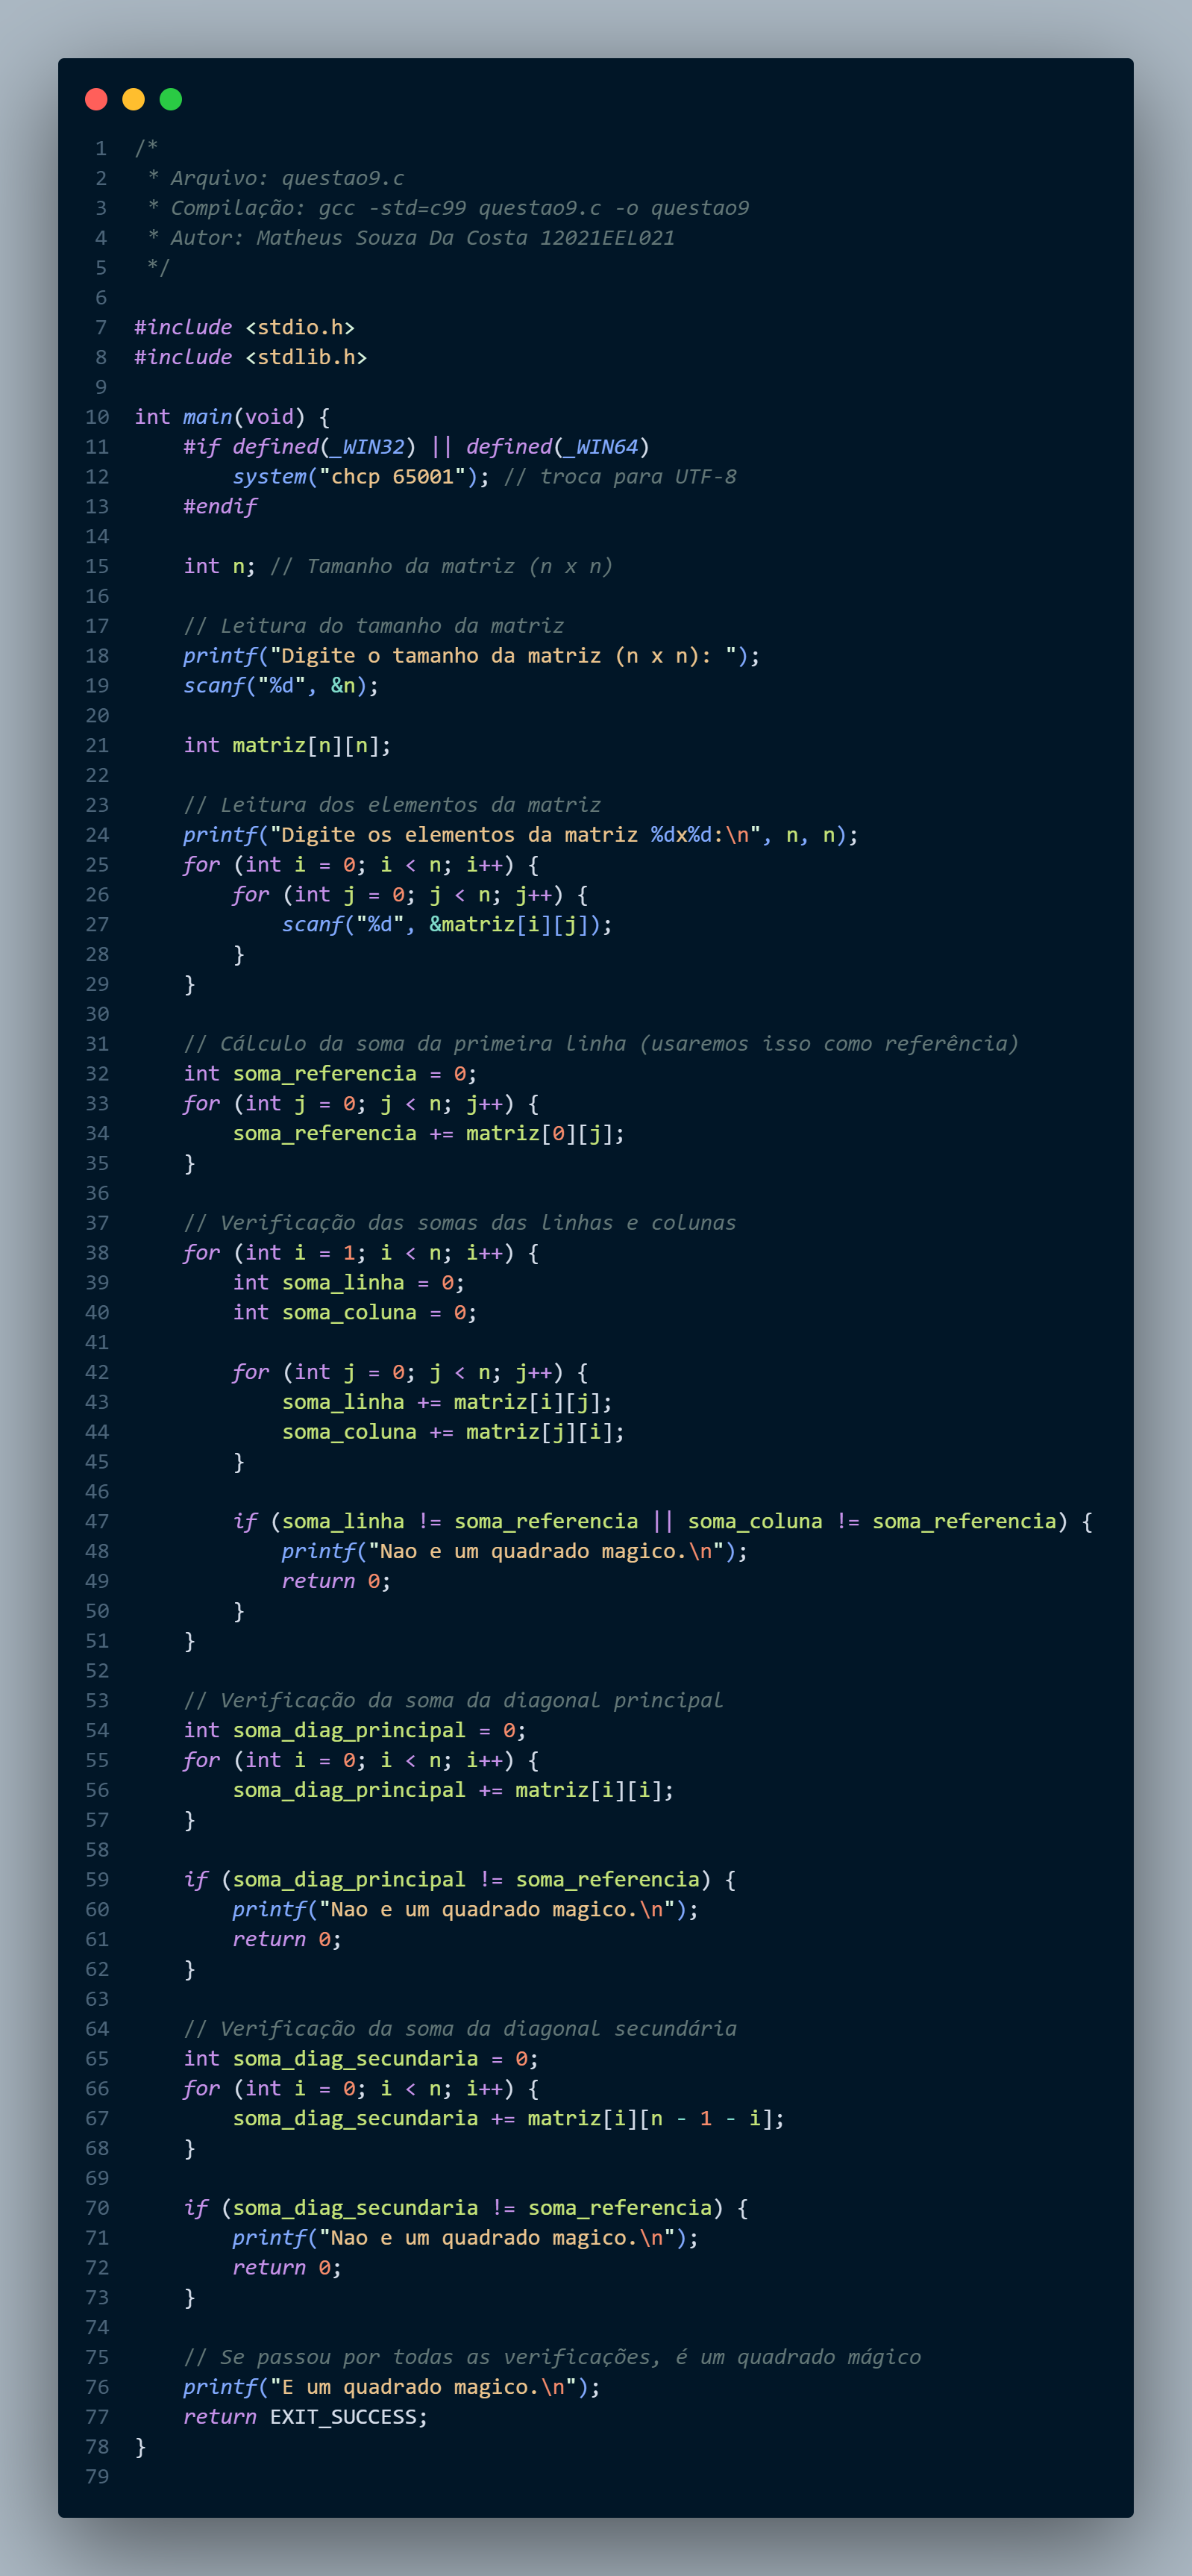 1 /*
2  * Arquivo: questao9.c
3  * Compilação: gcc -std=c99 questao9.c -o questao9
4  * Autor: Matheus Souza Da Costa 12021EEL021
5  */
6
7 #include <stdio.h>
8 #include <stdlib.h>
9
10 int main(void) {
11     #if defined(_WIN32) || defined(_WIN64)
12         system("chcp 65001"); // troca para UTF-8
13     #endif
14
15     int n; // Tamanho da matriz (n x n)
16
17     // Leitura do tamanho da matriz
18     printf("Digite o tamanho da matriz (n x n): ");
19     scanf("%d", &n);
20
21     int matriz[n][n];
22
23     // Leitura dos elementos da matriz
24     printf("Digite os elementos da matriz %dx%d:\n", n, n);
25     for (int i = 0; i < n; i++) {
26         for (int j = 0; j < n; j++) {
27             scanf("%d", &matriz[i][j]);
28         }
29     }
30
31     // Cálculo da soma da primeira linha (usaremos isso como referência)
32     int soma_referencia = 0;
33     for (int j = 0; j < n; j++) {
34         soma_referencia += matriz[0][j];
35     }
36
37     // Verificação das somas das linhas e colunas
38     for (int i = 1; i < n; i++) {
39         int soma_linha = 0;
40         int soma_coluna = 0;
41
42         for (int j = 0; j < n; j++) {
43             soma_linha += matriz[i][j];
44             soma_coluna += matriz[j][i];
45         }
46
47         if (soma_linha != soma_referencia || soma_coluna != soma_referencia) {
48             printf("Nao e um quadrado magico.\n");
49             return 0;
50         }
51     }
52
53     // Verificação da soma da diagonal principal
54     int soma_diag_principal = 0;
55     for (int i = 0; i < n; i++) {
56         soma_diag_principal += matriz[i][i];
57     }
58
59     if (soma_diag_principal != soma_referencia) {
60         printf("Nao e um quadrado magico.\n");
61         return 0;
62     }
63
64     // Verificação da soma da diagonal secundária
65     int soma_diag_secundaria = 0;
66     for (int i = 0; i < n; i++) {
67         soma_diag_secundaria += matriz[i][n - 1 - i];
68     }
69
70     if (soma_diag_secundaria != soma_referencia) {
71         printf("Nao e um quadrado magico.\n");
72         return 0;
73     }
74
75     // Se passou por todas as verificações, é um quadrado mágico
76     printf("E um quadrado magico.\n");
77     return EXIT_SUCCESS;
78 }
79